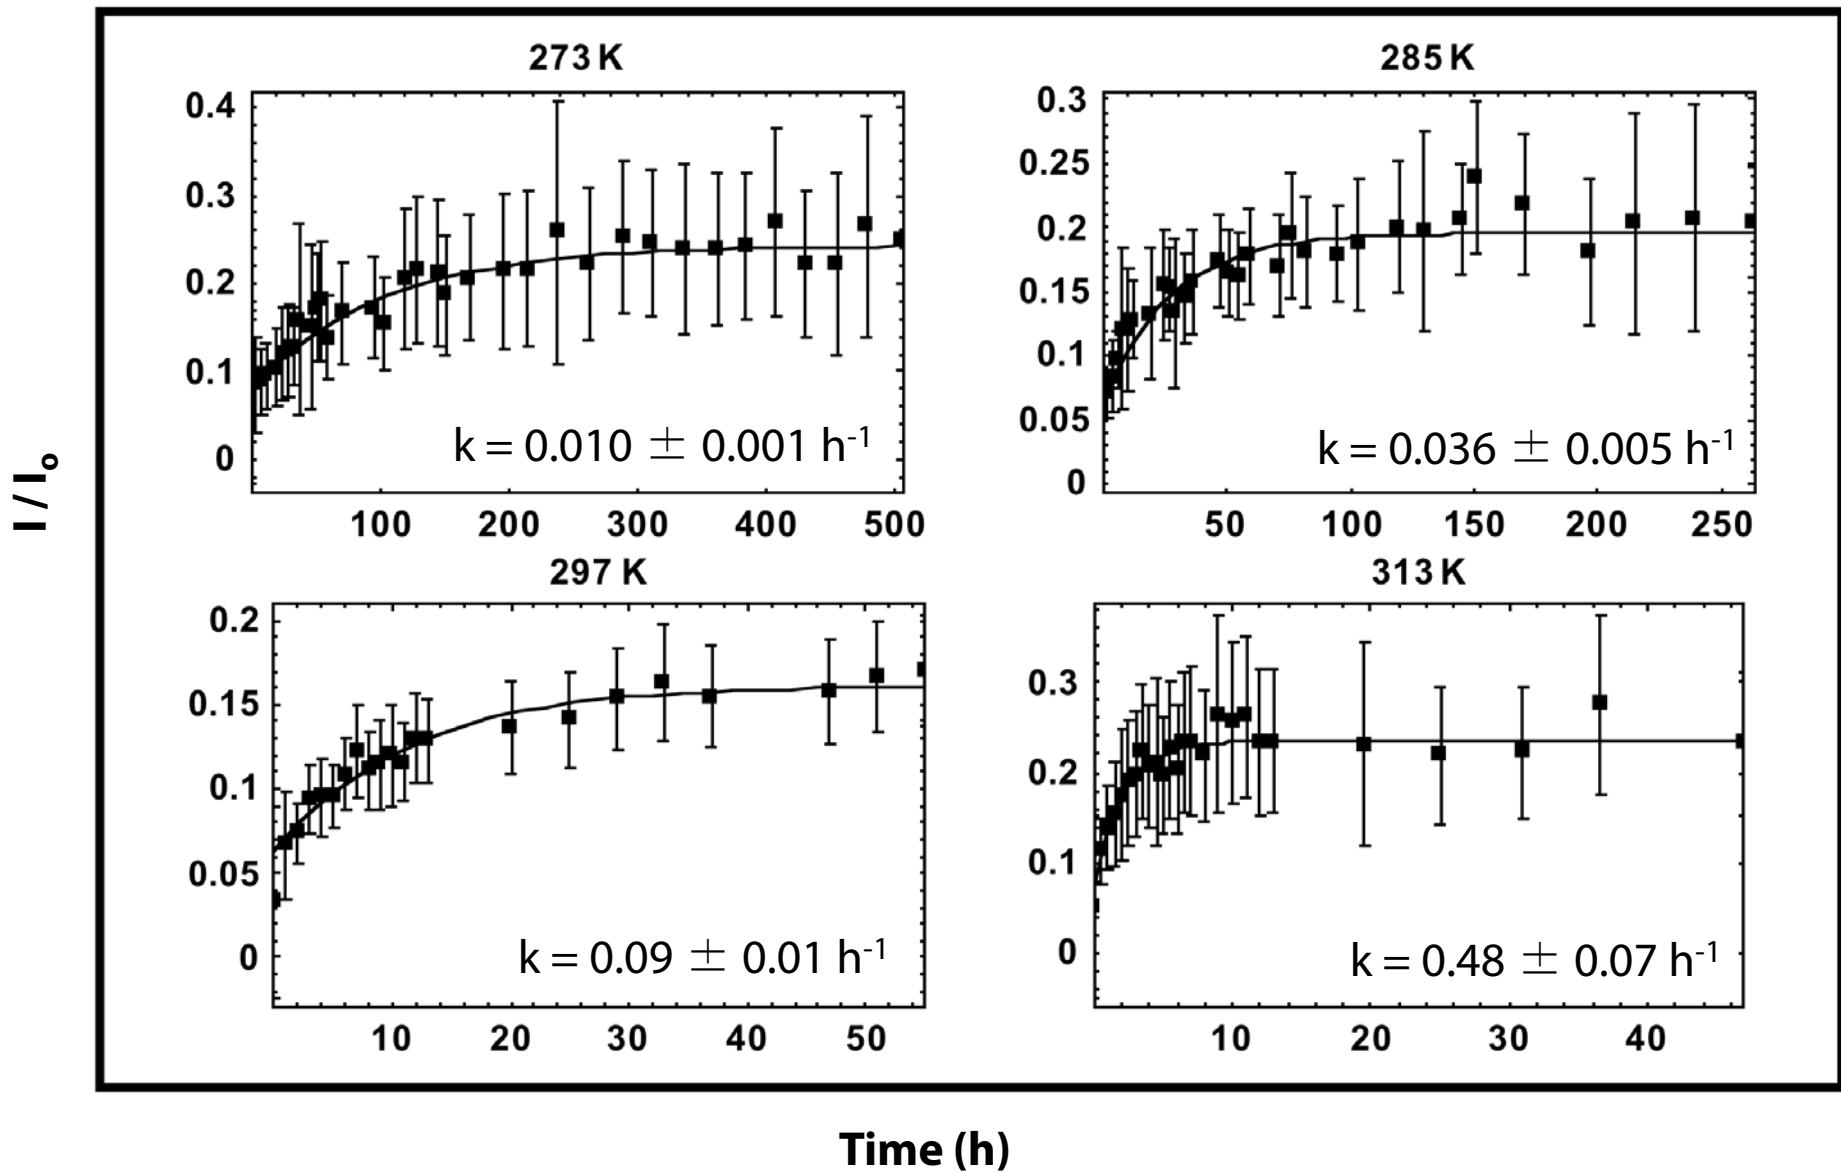 273 K
0.4
0.3
0.2
0.1
0
k = 0.010 ± 0.001 h-1
100 200 300 400 500
285 K
0.3
0.25
0.2
0.15
0.1
0.05
0
k = 0.036 ± 0.005 h-1
50 100 150 200 250
I / Io
297 K
0.2
0.15
0.1
0.05
0
k = 0.09 ± 0.01 h-1
10 20 30 40 50
313 K
0.3
0.2
0.1
0
k = 0.48 ± 0.07 h-1
10 20 30 40
Time (h)